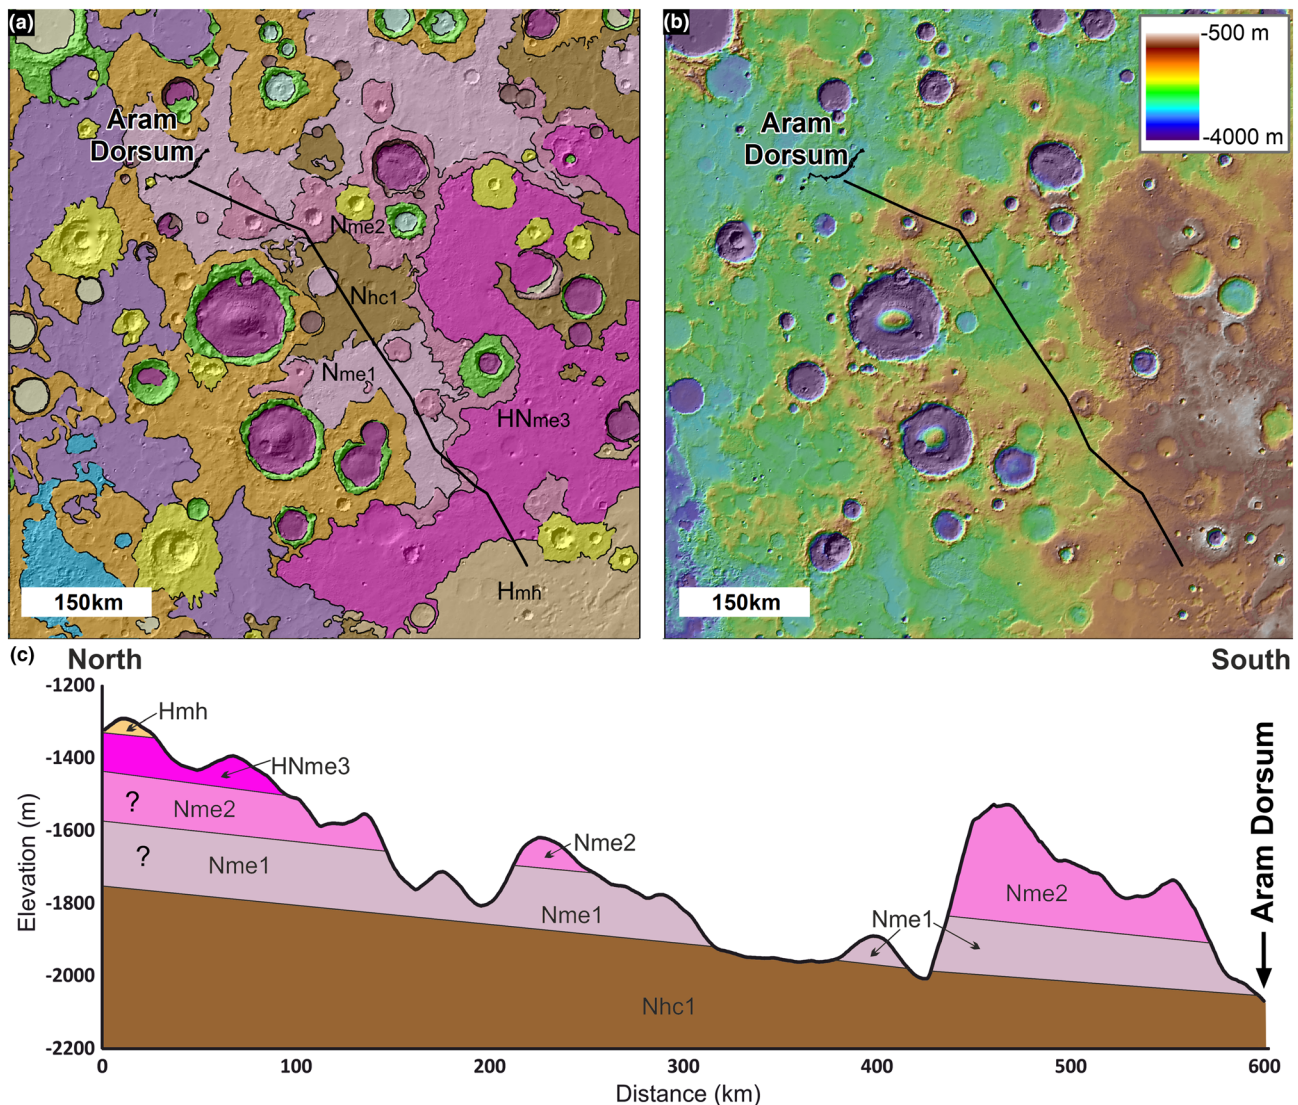 (a)
Aram
Dorsum
Nme2
Nhc1
Nme1
HNme3
Hmh
150km
(b)
Aram
Dorsum
-500 m
-4000 m
150km
(c)
North
South
-1200
-1400
-1600
-1800
-2000
-2200
Elevation (m)
Hmh
HNme3
?
Nme2
?
Nme1
Nme2
Nme1
Nme1
Nme2
Nhc1
Aram Dorsum
0
100
200
300
400
500
600
Distance (km)